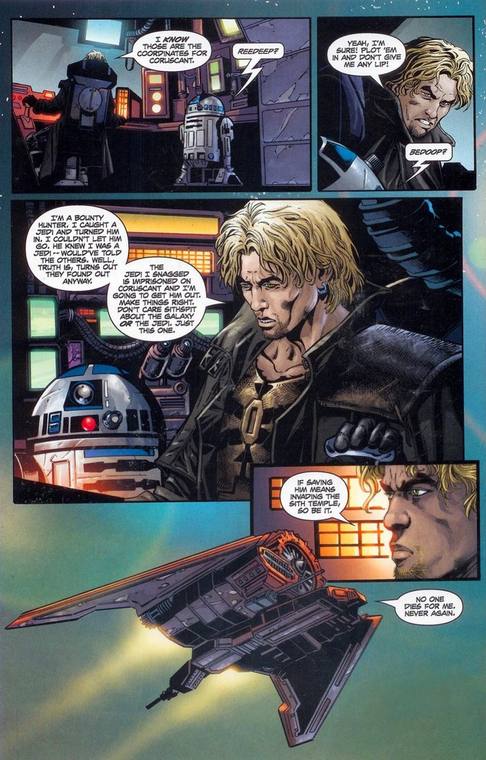 I KNOW
THOSE ARE THE
COORDINATES FOR
CORUSCANT.
REEDEEP?
YEAH, I'M
SURE! PLOT 'EM
IN AND DON'T GIVE
ME ANY LIP!
BEDOOP?
I'M A BOUNTY
HUNTER. I CAUGHT A
JEDI AND TURNED HIM
IN. I COULDN'T LET HIM
GO. HE KNEW I WAS A
JEDI -- WOULD'VE TOLD
THE OTHERS. WELL,
TRUTH IS, TURNS OUT
THEY FOUND OUT
ANYWAY.
THE
JEDI I SNAGGED
IS IMPRISONED ON
CORUSCANT AND I'M
GOING TO GET HIM OUT.
MAKE THINGS RIGHT.
DON'T CARE SITHSPIT
ABOUT THE GALAXY
OR THE JEDI. JUST
THIS ONE.
IF SAVING
HIM MEANS
INVADING THE
SITH TEMPLE,
SO BE IT.
NO ONE
DIES FOR ME.
NEVER AGAIN.